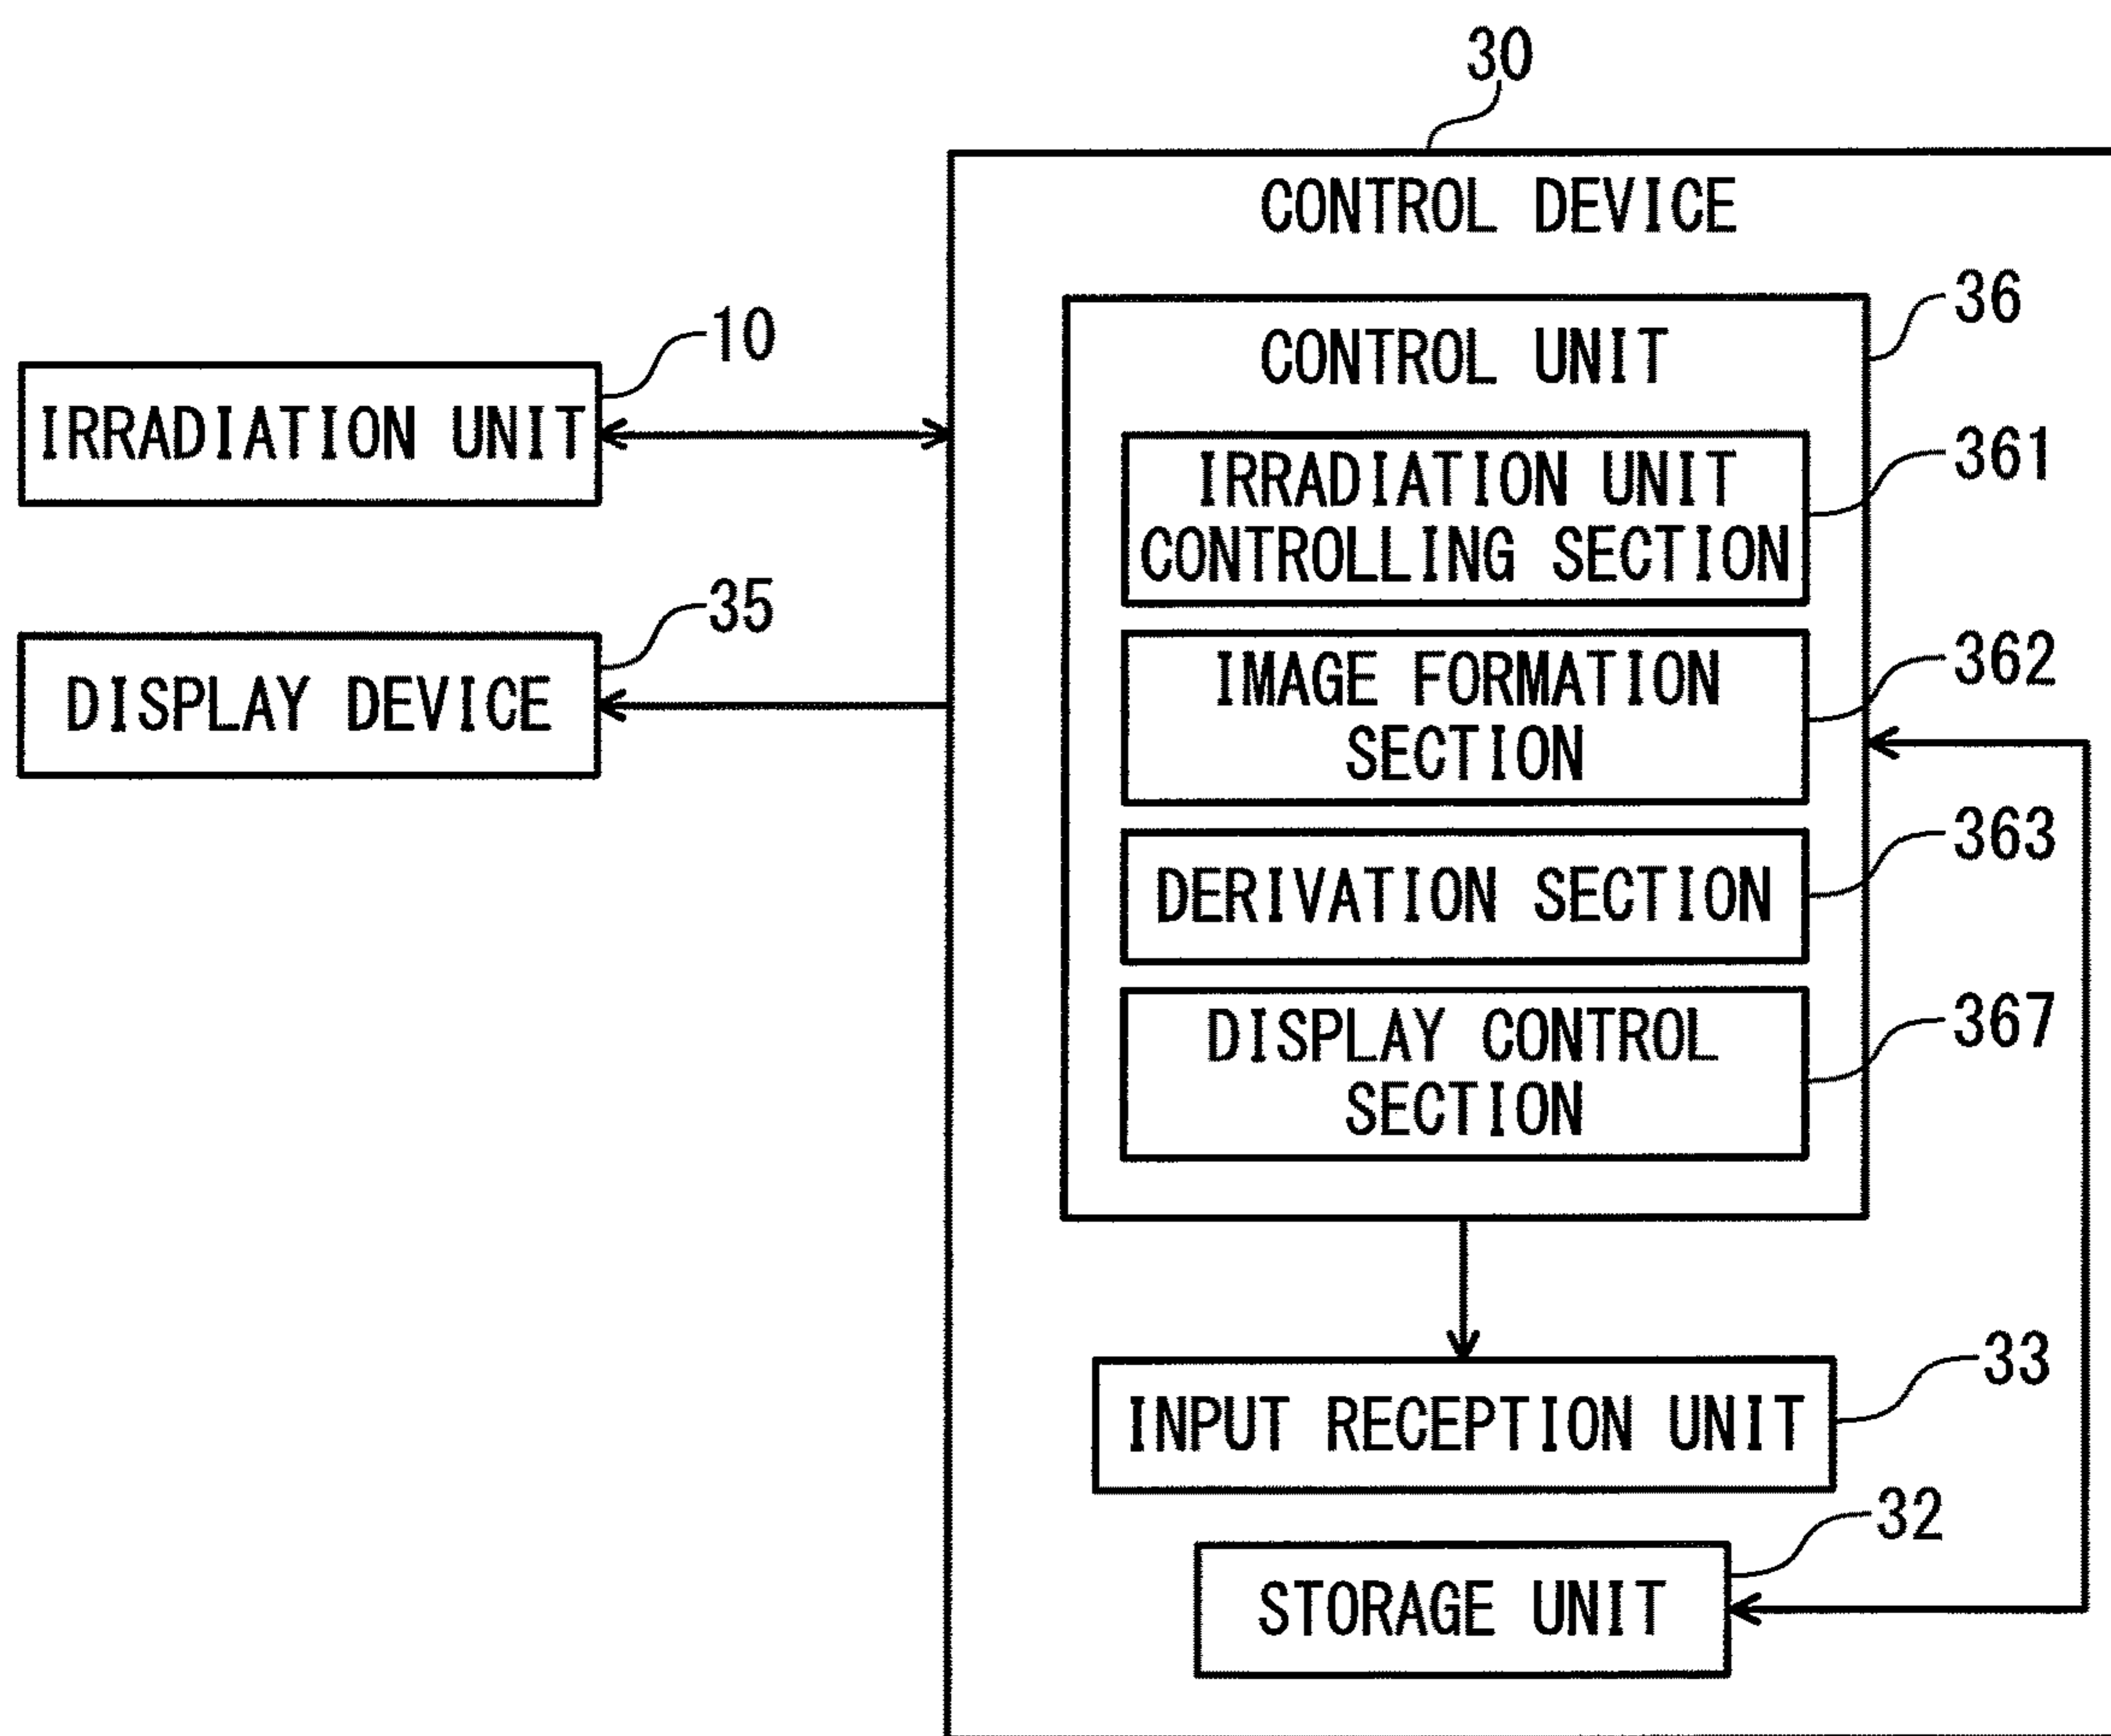 30
CONTROL DEVICE
36
CONTROL UNIT
10
IRRADIATION UNIT
361
IRRADIATION UNIT
CONTROLLING SECTION
35
DISPLAY DEVICE
362
IMAGE FORMATION
SECTION
363
DERIVATION SECTION
367
DISPLAY CONTROL
SECTION
33
INPUT RECEPTION UNIT
32
STORAGE UNIT